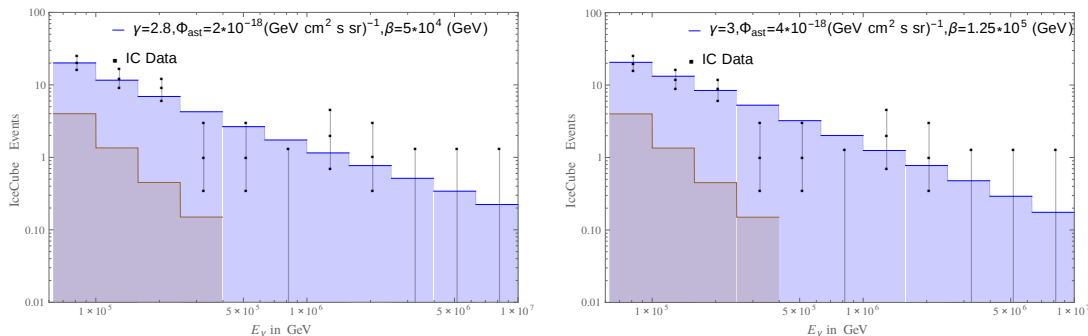 γ=2.8,Φast=2*10⁻¹⁸(GeV cm² s sr)⁻¹,β=5*10⁴ (GeV)
IC Data
100
10
1
0.10
0.01
IceCube Events
1×10⁵
5×10⁵
1×10⁶
5×10⁶
1×10⁷
Eγ in GeV
γ=3,Φast=4*10⁻¹⁸(GeV cm² s sr)⁻¹,β=1.25*10⁵ (GeV)
IC Data
100
10
1
0.10
0.01
IceCube Events
1×10⁵
5×10⁵
1×10⁶
5×10⁶
1×10⁷
Eγ in GeV